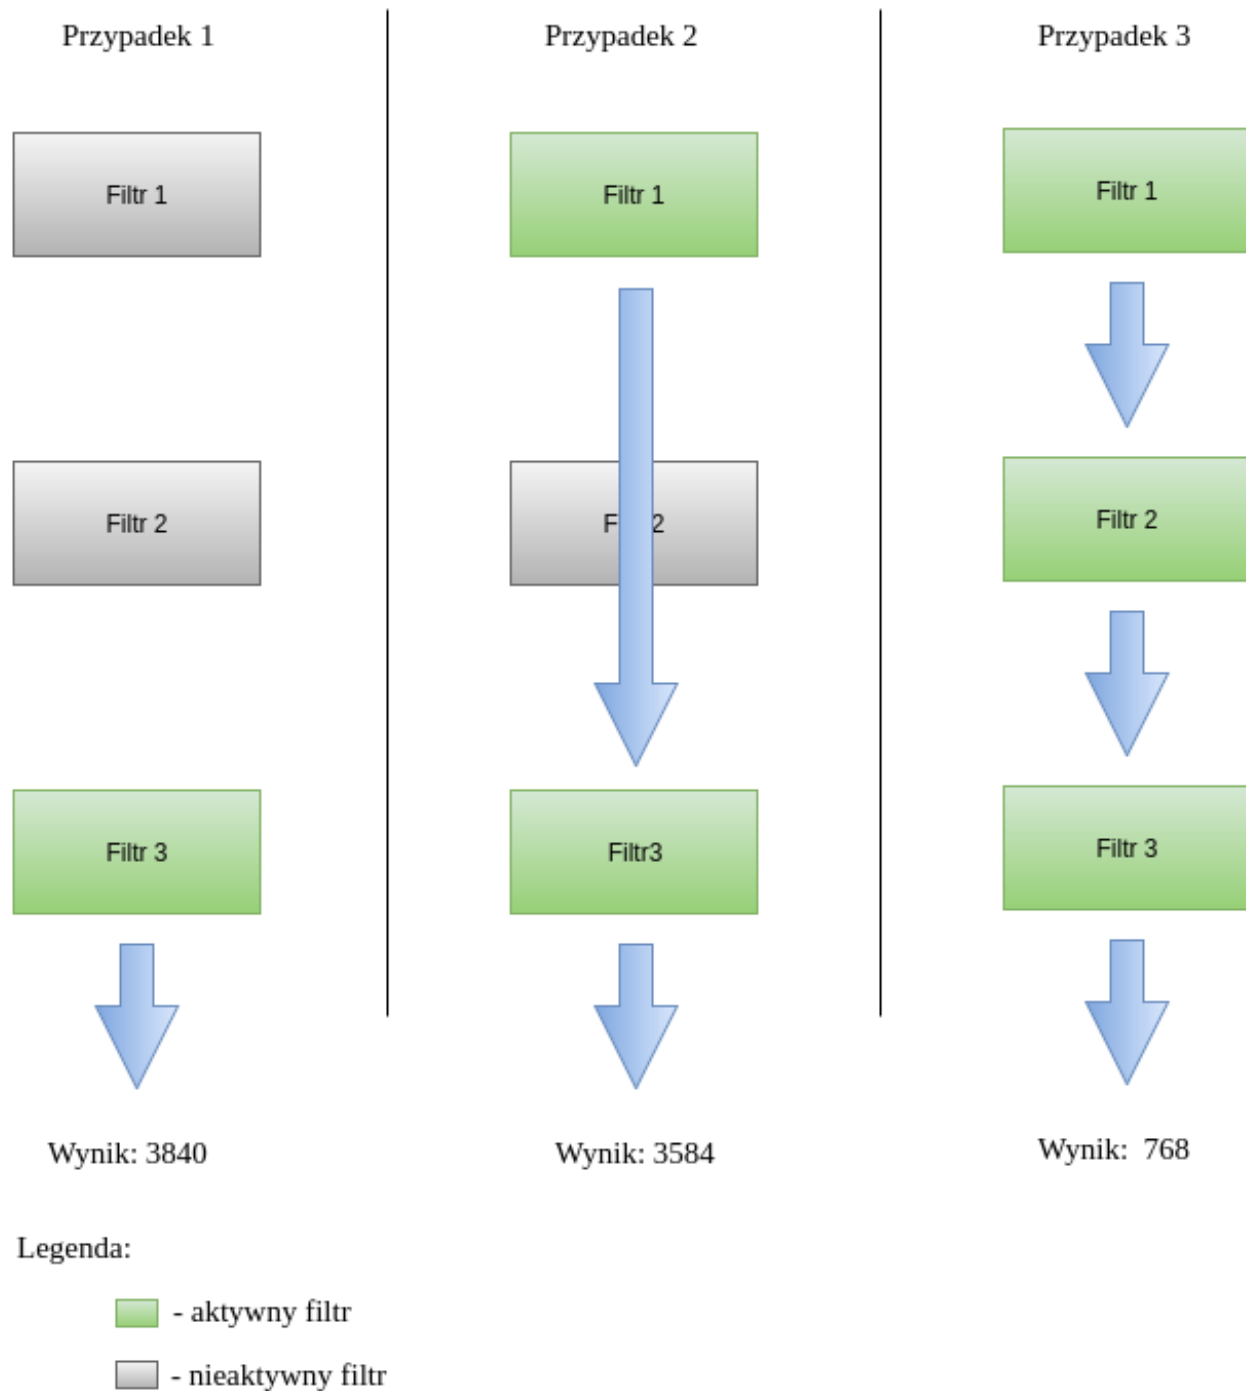 Przypadek 1
Przypadek 2
Przypadek 3
Filtr 1
Filtr 1
Filtr 1
Filtr 2
2
Filtr 2
Filtr 3
Filtr3
Filtr 3
Wynik: 3840
Wynik: 3584
Wynik:  768
Legenda:
- aktywny filtr
- nieaktywny filtr